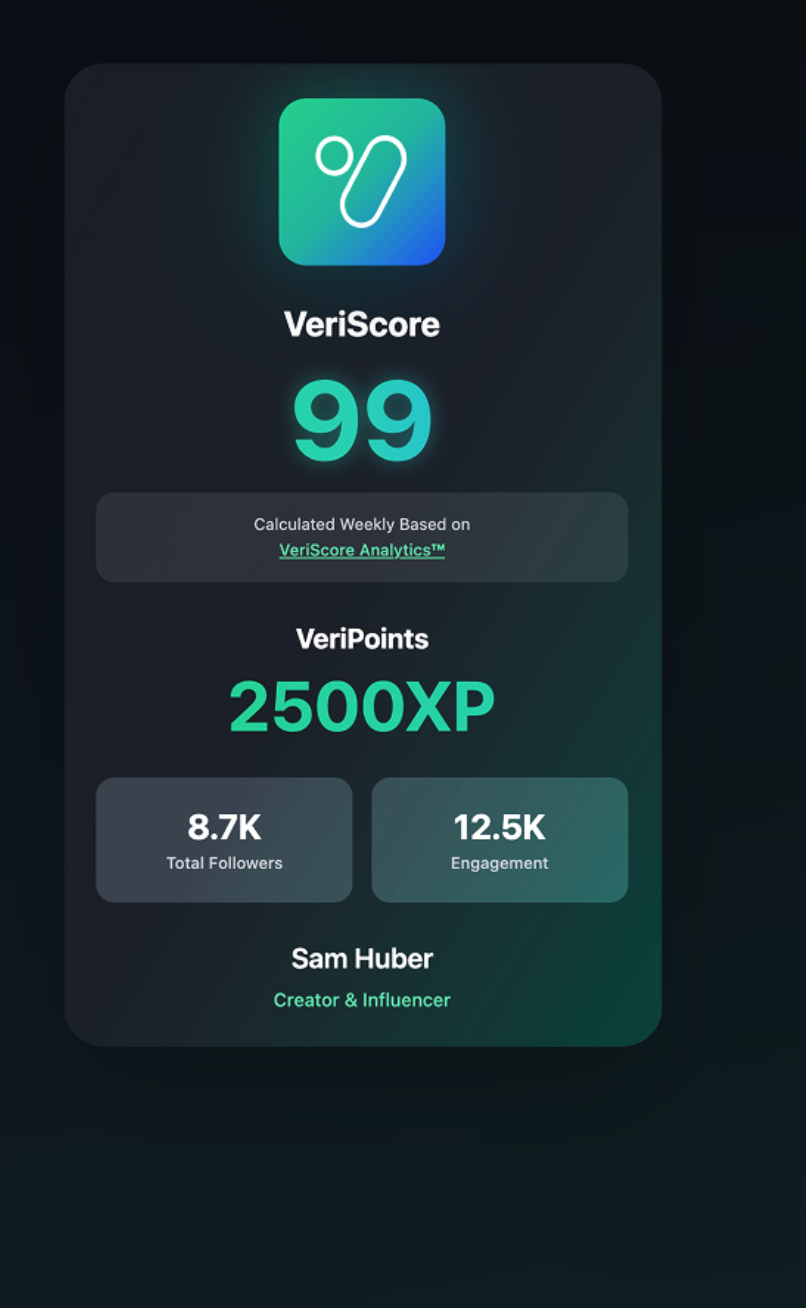 VeriScore
99
Calculated Weekly Based on
VeriScore Analytics™
VeriPoints
2500XP
8.7K
Total Followers
12.5K
Engagement
Sam Huber
Creator & Influencer